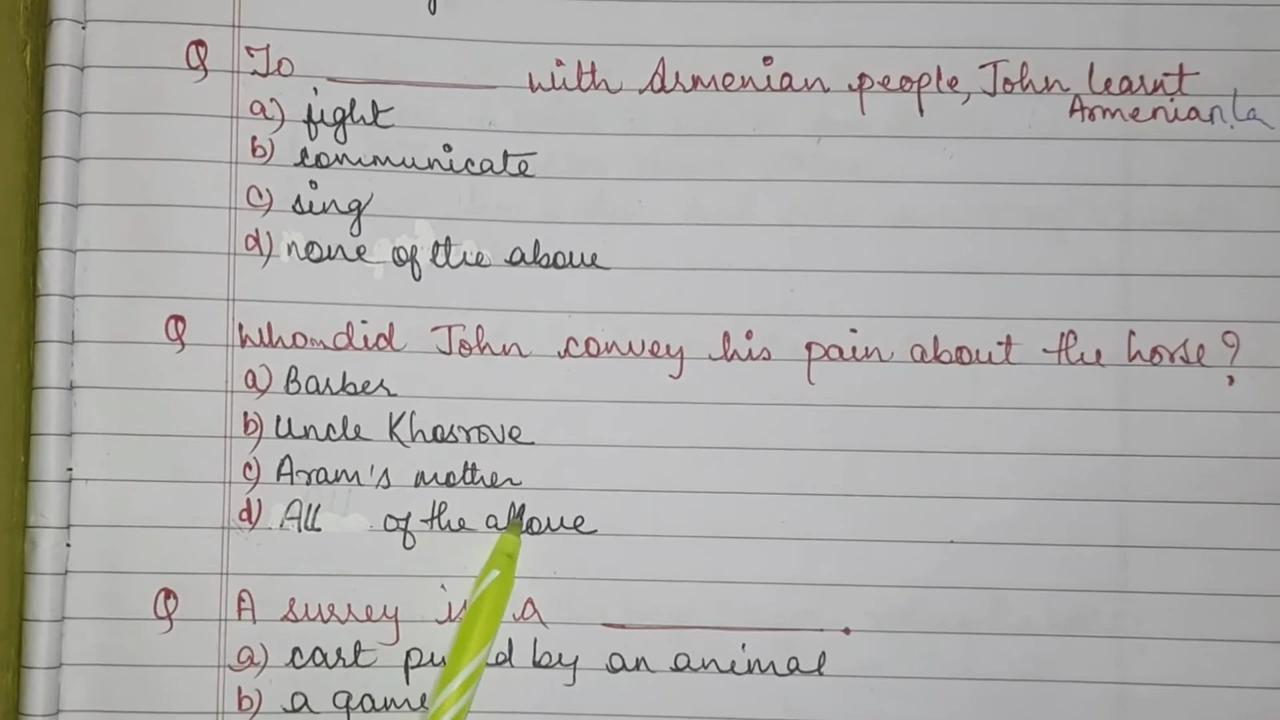 Q To ________ with Armenian people, John learnt
Armenian la
a) fight
b) communicate
c) sing
d) none of the above
Q Whom did John convey his pain about the horse?
a) Barber
b) Uncle Khosrove
c) Aram's mother
d) All of the above
Q A surrey is a ________.
a) cart pulled by an animal
b) a game